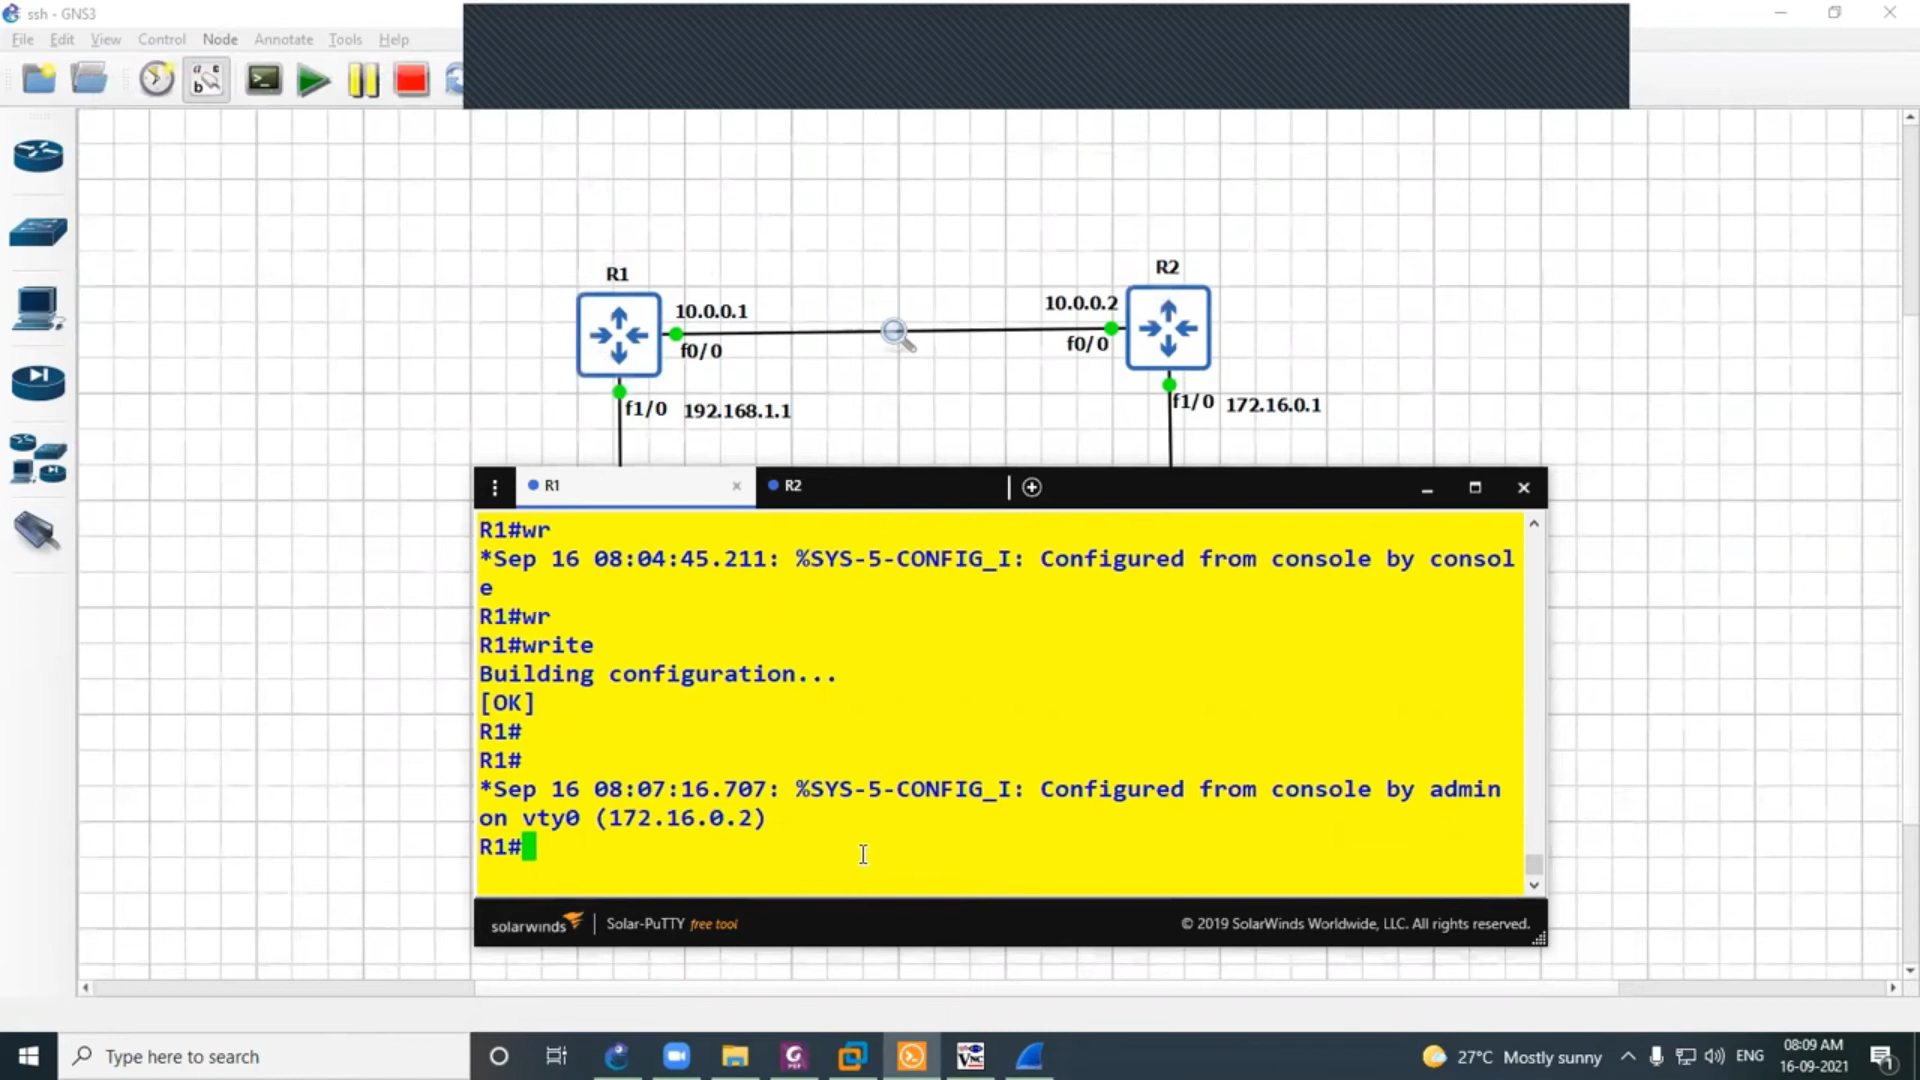 ssh - GNS3
File Edit View Control Node Annotate Tools Help
R1
R2
10.0.0.1
10.0.0.2
f0/0
f0/0
f1/0 192.168.1.1
f1/0 172.16.0.1
R1
R2
R1#wr
*Sep 16 08:04:45.211: %SYS-5-CONFIG_I: Configured from console by consol
e
R1#wr
R1#write
Building configuration...
[OK]
R1#
R1#
*Sep 16 08:07:16.707: %SYS-5-CONFIG_I: Configured from console by admin
on vty0 (172.16.0.2)
R1#
solarwinds Solar-PuTTY free tool
© 2019 SolarWinds Worldwide, LLC. All rights reserved.
Type here to search
27°C Mostly sunny
ENG
08:09 AM
16-09-2021